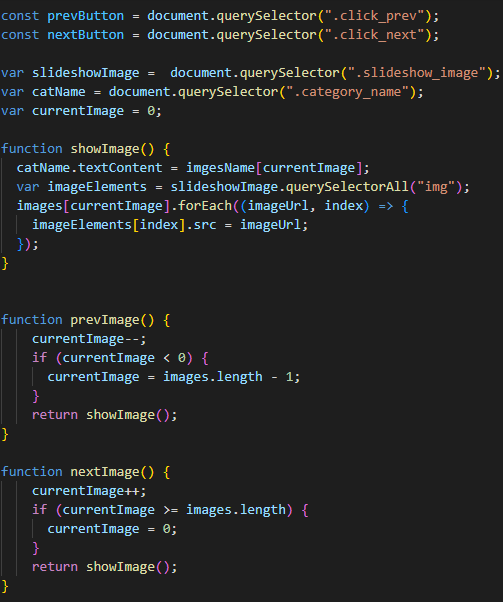 const prevButton = document.querySelector(".click_prev");
const nextButton = document.querySelector(".click_next");
var slideshowImage =  document.querySelector(".slideshow_image");
var catName = document.querySelector(".category_name");
var currentImage = 0;
function showImage() {
  catName.textContent = imgesName[currentImage];
  var imageElements = slideshowImage.querySelectorAll("img");
  images[currentImage].forEach((imageUrl, index) => {
    imageElements[index].src = imageUrl;
  });
}
function prevImage() {
    currentImage--;
    if (currentImage < 0) {
      currentImage = images.length - 1;
    }
    return showImage();
}
function nextImage() {
    currentImage++;
    if (currentImage >= images.length) {
      currentImage = 0;
    }
    return showImage();
}